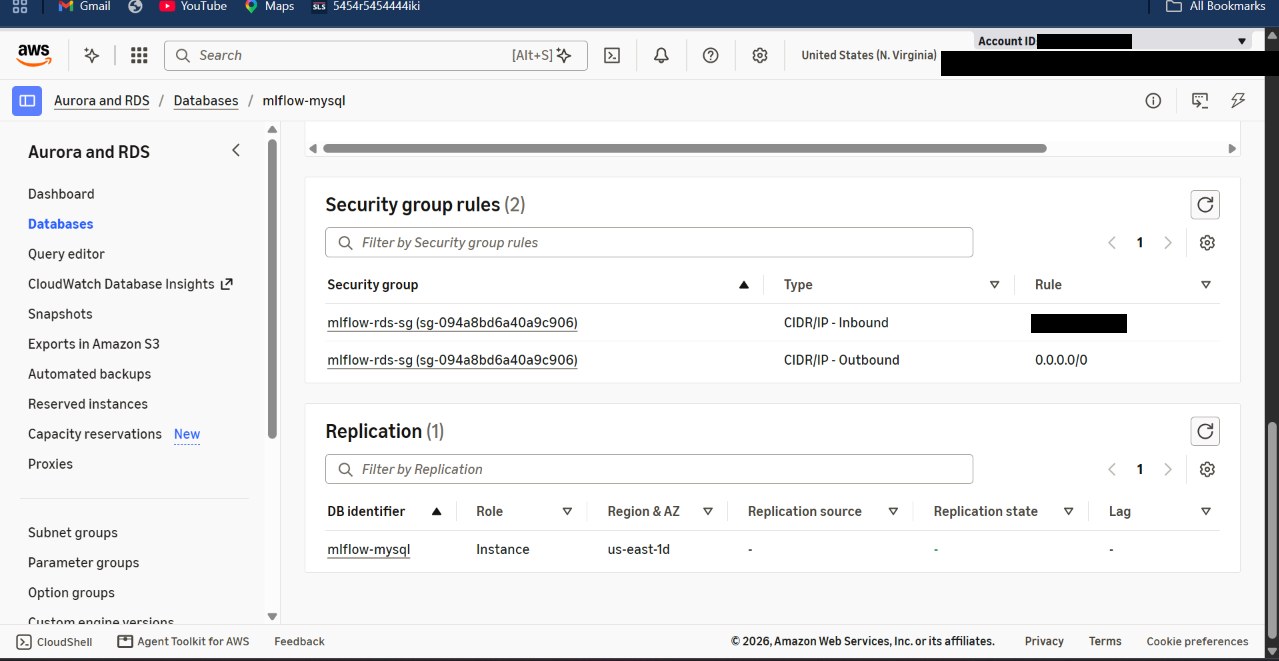 Gmail YouTube Maps SLS 5454r5454444iki All Bookmarks
aws Search [Alt+S] United States (N. Virginia) Account ID
Aurora and RDS / Databases / mlflow-mysql
Aurora and RDS
Dashboard
Databases
Query editor
CloudWatch Database Insights
Snapshots
Exports in Amazon S3
Automated backups
Reserved instances
Capacity reservations New
Proxies
Subnet groups
Parameter groups
Option groups
Custom engine versions
Security group rules (2)
Filter by Security group rules
1
Security group Type Rule
mlflow-rds-sg (sg-094a8bd6a40a9c906) CIDR/IP - Inbound
mlflow-rds-sg (sg-094a8bd6a40a9c906) CIDR/IP - Outbound 0.0.0.0/0
Replication (1)
Filter by Replication
1
DB identifier Role Region & AZ Replication source Replication state Lag
mlflow-mysql Instance us-east-1d - - -
CloudShell Agent Toolkit for AWS Feedback © 2026, Amazon Web Services, Inc. or its affiliates. Privacy Terms Cookie preferences